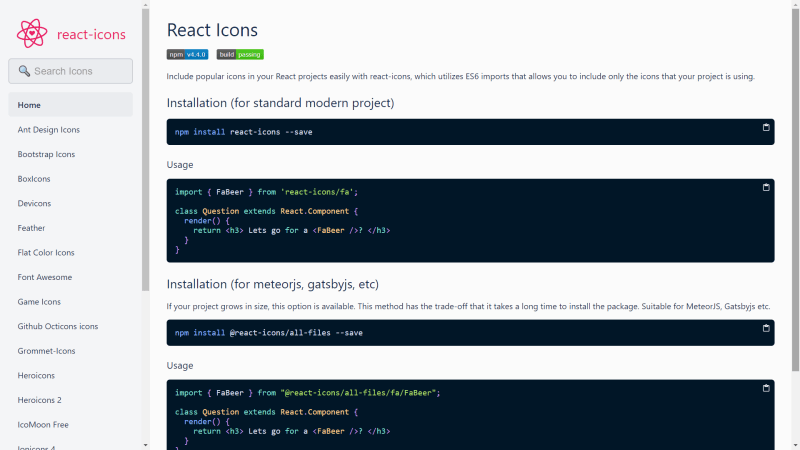 react-icons
Search Icons
Home
Ant Design Icons
Bootstrap Icons
BoxIcons
Devicons
Feather
Flat Color Icons
Font Awesome
Game Icons
Github Octicons icons
Grommet-Icons
Heroicons
Heroicons 2
IcoMoon Free
Ionicons 4
React Icons
npm v4.4.0 build passing
Include popular icons in your React projects easily with react-icons, which utilizes ES6 imports that allows you to include only the icons that your project is using.
Installation (for standard modern project)
npm install react-icons --save
Usage
import { FaBeer } from 'react-icons/fa';
class Question extends React.Component {
render() {
return <h3> Lets go for a <FaBeer />? </h3>
}
}
Installation (for meteorjs, gatsbyjs, etc)
If your project grows in size, this option is available. This method has the trade-off that it takes a long time to install the package. Suitable for MeteorJS, Gatsbyjs etc.
npm install @react-icons/all-files --save
Usage
import { FaBeer } from "@react-icons/all-files/fa/FaBeer";
class Question extends React.Component {
render() {
return <h3> Lets go for a <FaBeer />? </h3>
}
}